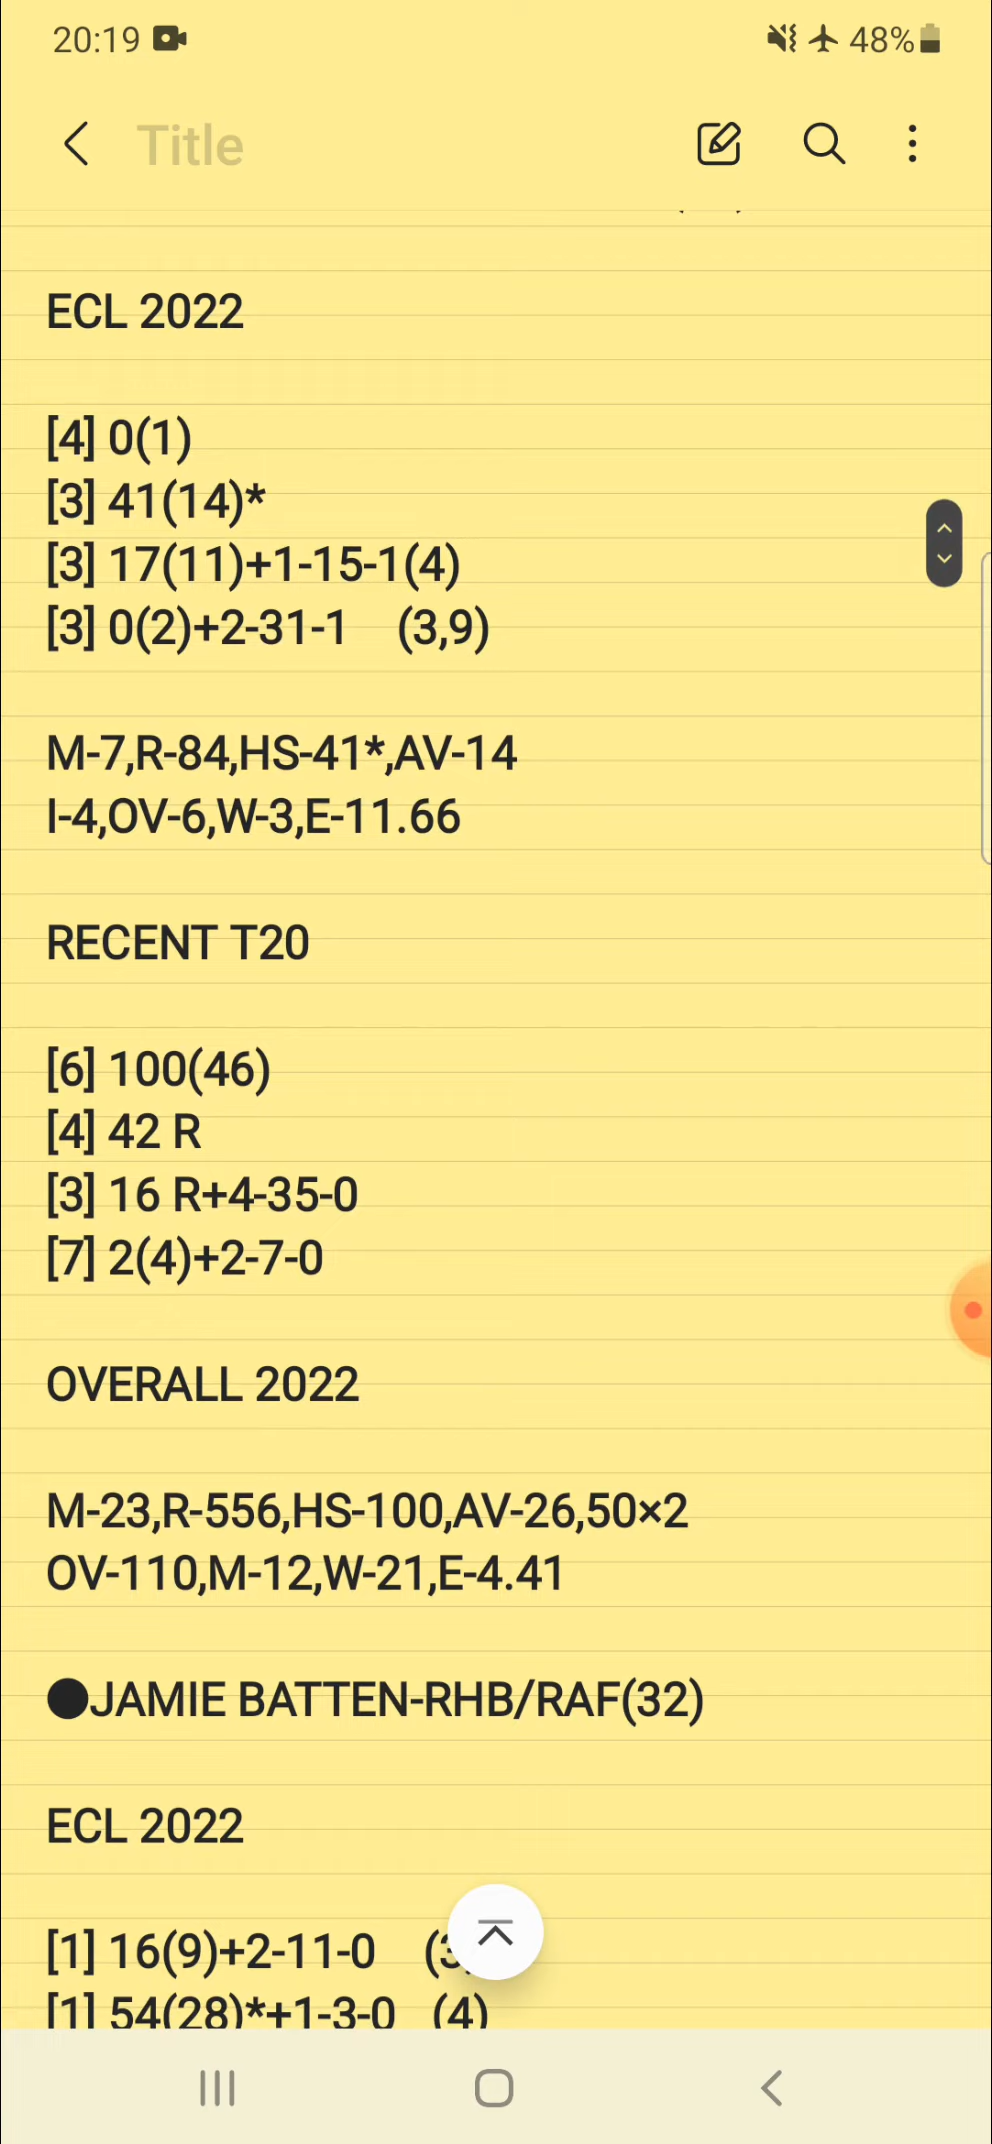 20:19 48%
Title
ECL 2022
[4] 0(1)
[3] 41(14)*
[3] 17(11)+1-15-1(4)
[3] 0(2)+2-31-1 (3,9)
M-7,R-84,HS-41*,AV-14
I-4,OV-6,W-3,E-11.66
RECENT T20
[6] 100(46)
[4] 42 R
[3] 16 R+4-35-0
[7] 2(4)+2-7-0
OVERALL 2022
M-23,R-556,HS-100,AV-26,50×2
OV-110,M-12,W-21,E-4.41
●JAMIE BATTEN-RHB/RAF(32)
ECL 2022
[1] 16(9)+2-11-0
[1] 54(28)*+1-3-0 (4)